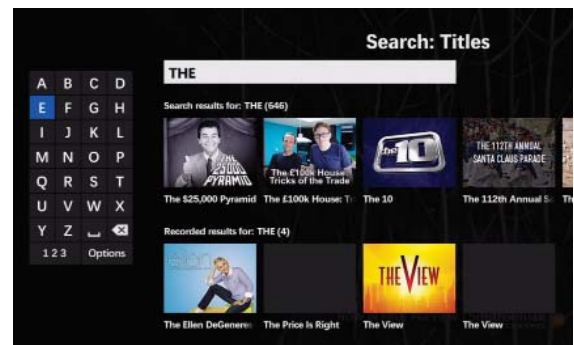 Search: Titles
THE
A B C D
E F G H
I J K L
M N O P
Q R S T
U V W X
Y Z
1 2 3 Options
Search results for: THE (646)
THE 25000 PYRAMID
The £100k House
Tricks of the Trade
the 10
THE 112TH ANNUAL
SANTA CLAUS PARADE
The $25,000 Pyramid The £100k House: T The 10 The 112th Annual S Th
Recorded results for: THE (4)
ellen
THE VIEW
The Ellen DeGenere The Price Is Right The View The View